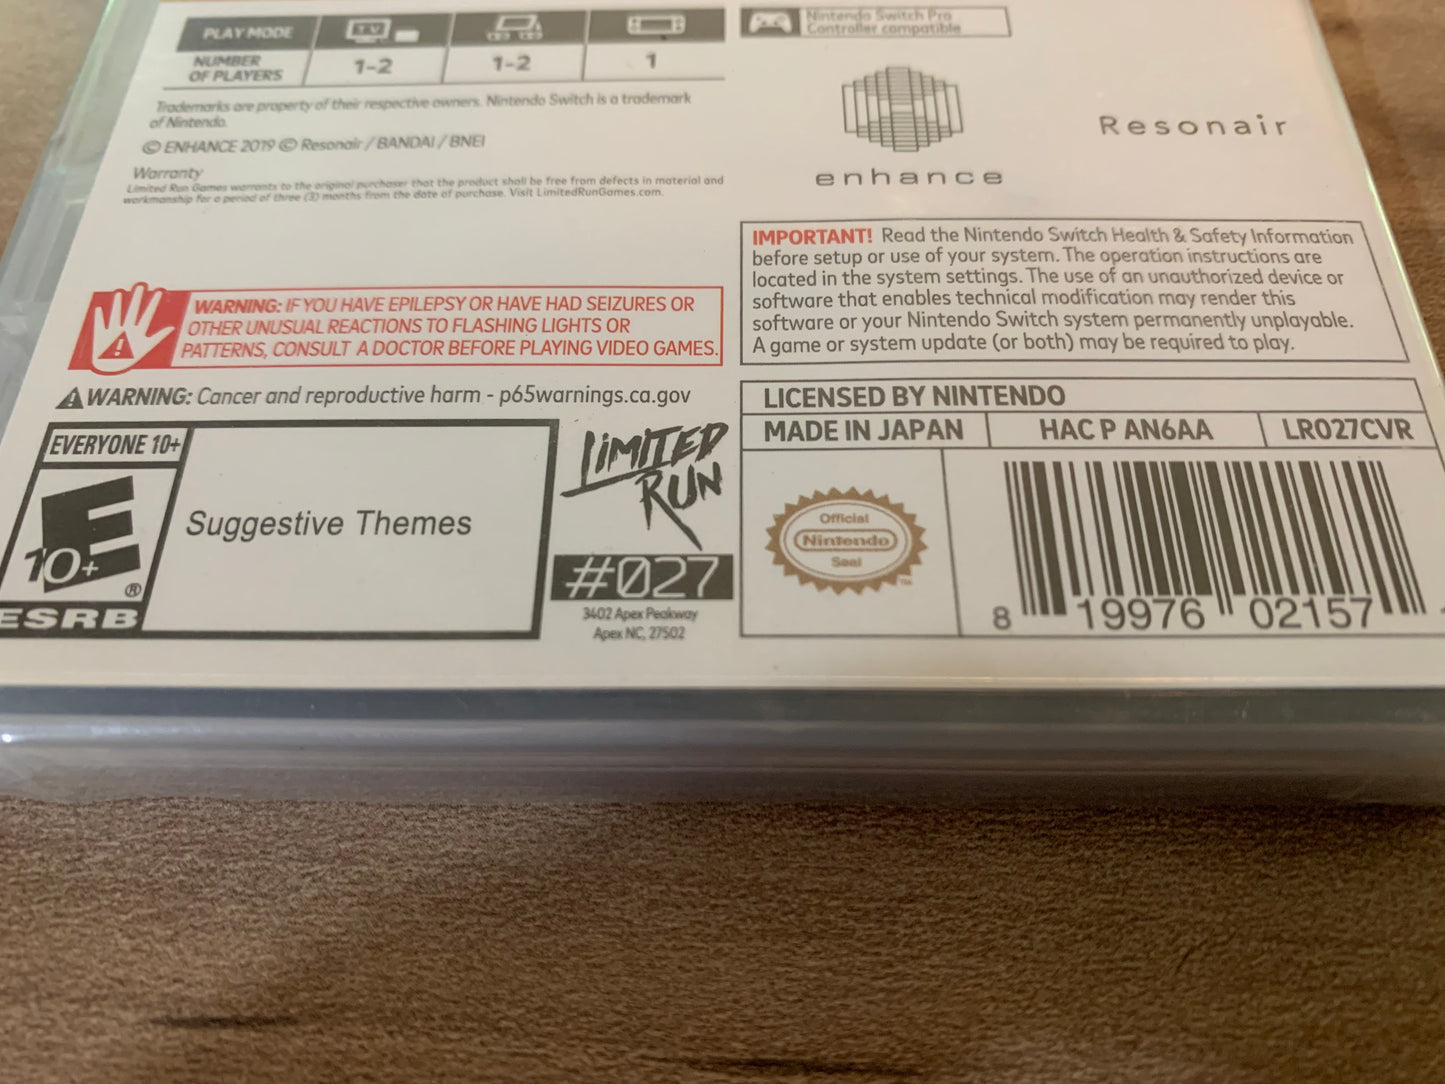 PLAY MODE
TV
NUMBER
OF PLAYERS
1-2
1-2
1
Trademarks are property of their respective owners. Nintendo Switch is a trademark
of Nintendo.
© ENHANCE 2019 © Resonair / BANDAI / BNEI
Warranty
Limited Run Games warrants to the original purchaser that the product shall be free from defects in material and
workmanship for a period of three (3) months from the date of purchase. Visit LimitedRunGames.com.
WARNING: IF YOU HAVE EPILEPSY OR HAVE HAD SEIZURES OR
OTHER UNUSUAL REACTIONS TO FLASHING LIGHTS OR
PATTERNS, CONSULT A DOCTOR BEFORE PLAYING VIDEO GAMES.
WARNING: Cancer and reproductive harm - p65warnings.ca.gov
EVERYONE 10+
E
10+
®
ESRB
Suggestive Themes
LIMITED
RUN
#027
3402 Apex Peakway
Apex NC, 27502
Nintendo Switch Pro
Controller compatible
enhance
Resonair
IMPORTANT! Read the Nintendo Switch Health & Safety Information
before setup or use of your system. The operation instructions are
located in the system settings. The use of an unauthorized device or
software that enables technical modification may render this
software or your Nintendo Switch system permanently unplayable.
A game or system update (or both) may be required to play.
LICENSED BY NINTENDO
MADE IN JAPAN
HAC P AN6AA
LR027CVR
Official
Nintendo
Seal
TM
8 19976 02157